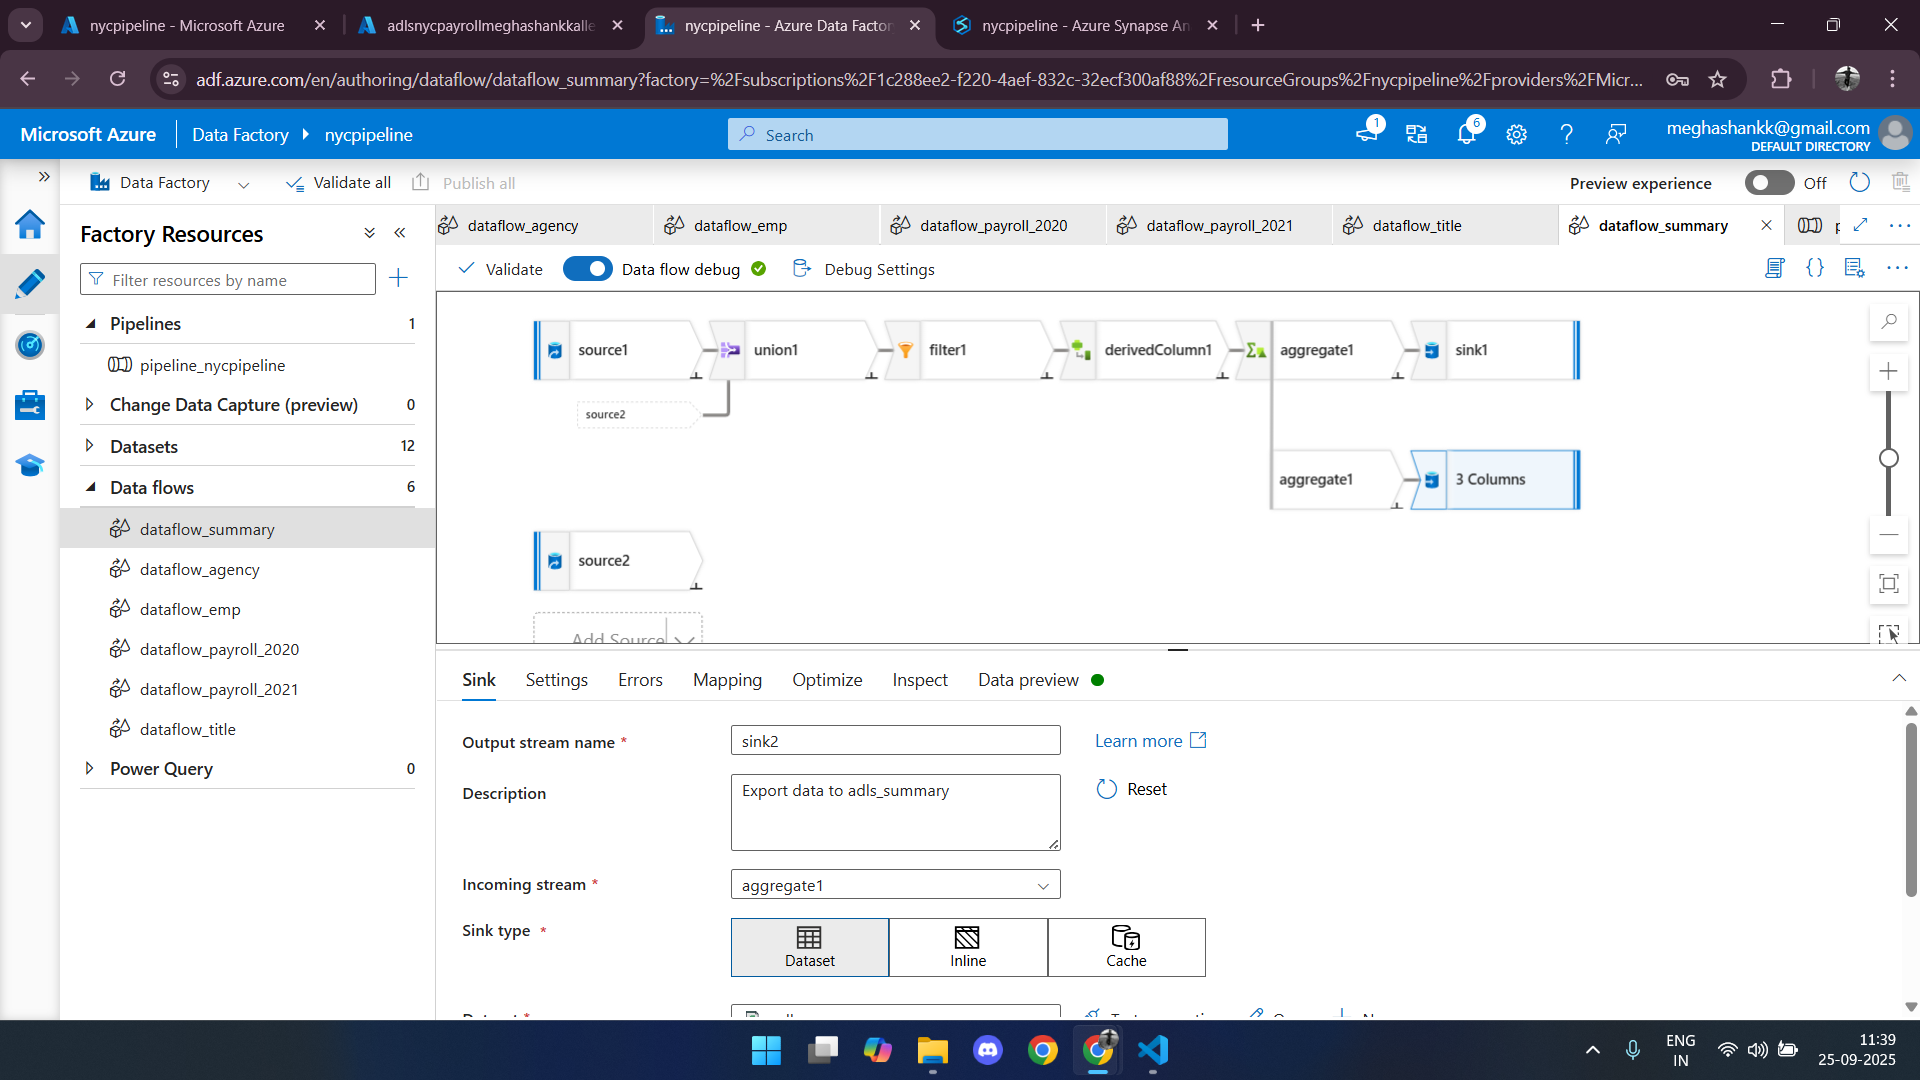 nycpipeline - Microsoft Azure
adlsnycpayrollmeghashankkalle
nycpipeline - Azure Data Factor
nycpipeline - Azure Synapse An
adf.azure.com/en/authoring/dataflow/dataflow_summary?factory=%2Fsubscriptions%2F1c288ee2-f220-4aef-832c-32ecf300af88%2FresourceGroups%2Fnycpipeline%2Fproviders%2FMicr...
Microsoft Azure
Data Factory
nycpipeline
Search
1
6
meghashankk@gmail.com
DEFAULT DIRECTORY
Data Factory
Validate all
Publish all
Preview experience
Off
Factory Resources
Filter resources by name
Pipelines
1
pipeline_nycpipeline
Change Data Capture (preview)
0
Datasets
12
Data flows
6
dataflow_summary
dataflow_agency
dataflow_emp
dataflow_payroll_2020
dataflow_payroll_2021
dataflow_title
Power Query
0
dataflow_agency
dataflow_emp
dataflow_payroll_2020
dataflow_payroll_2021
dataflow_title
dataflow_summary
Validate
Data flow debug
Debug Settings
source1
union1
filter1
derivedColumn1
aggregate1
sink1
source2
aggregate1
3 Columns
source2
Add Source
Sink
Settings
Errors
Mapping
Optimize
Inspect
Data preview
Output stream name *
sink2
Learn more
Description
Export data to adls_summary
Reset
Incoming stream *
aggregate1
Sink type *
Dataset
Inline
Cache
ENG
IN
11:39
25-09-2025